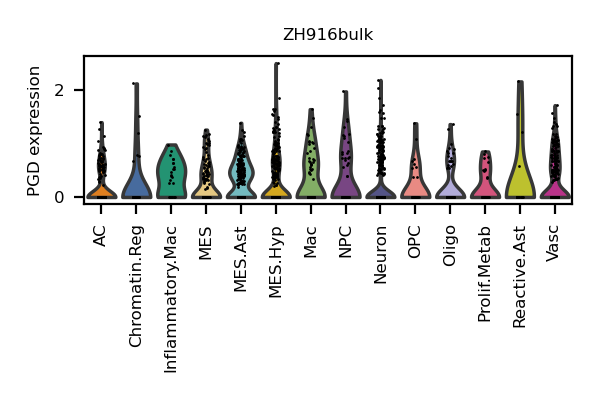 ZH916bulk
PGD expression
2
0
AC
Chromatin.Reg
Inflammatory.Mac
MES
MES.Ast
MES.Hyp
Mac
NPC
Neuron
OPC
Oligo
Prolif.Metab
Reactive.Ast
Vasc